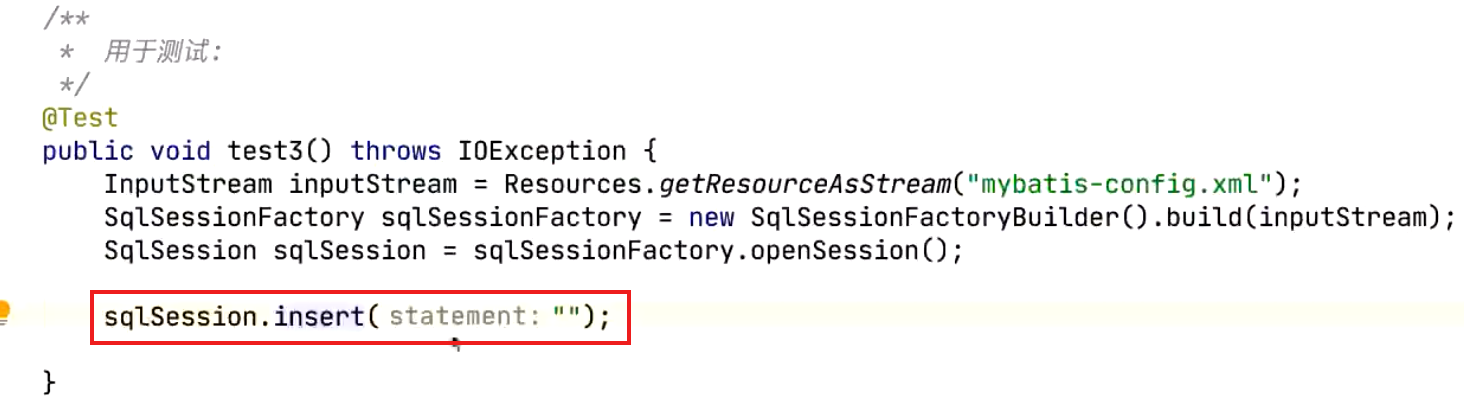 /**
* 用于测试:
*/
@Test
public void test3() throws IOException {
InputStream inputStream = Resources.getResourceAsStream("mybatis-config.xml");
SqlSessionFactory sqlSessionFactory = new SqlSessionFactoryBuilder().build(inputStream);
SqlSession sqlSession = sqlSessionFactory.openSession();
sqlSession.insert( statement: "");
}